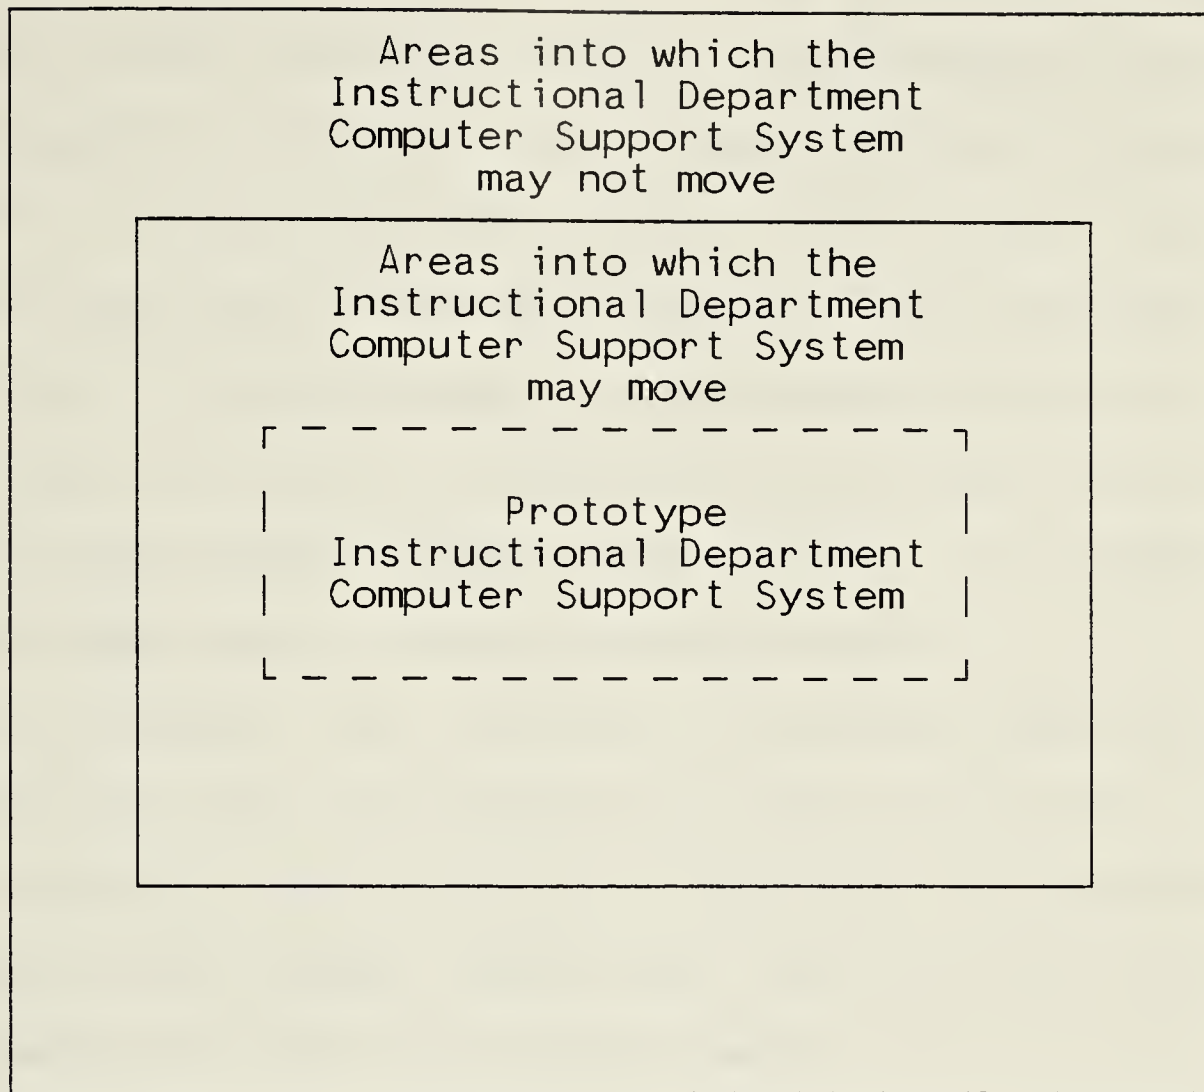 Areas into which the
Instructional Department
Computer Support System
may not move
Areas into which the
Instructional Department
Computer Support System
may move
Prototype
Instructional Department
Computer Support System